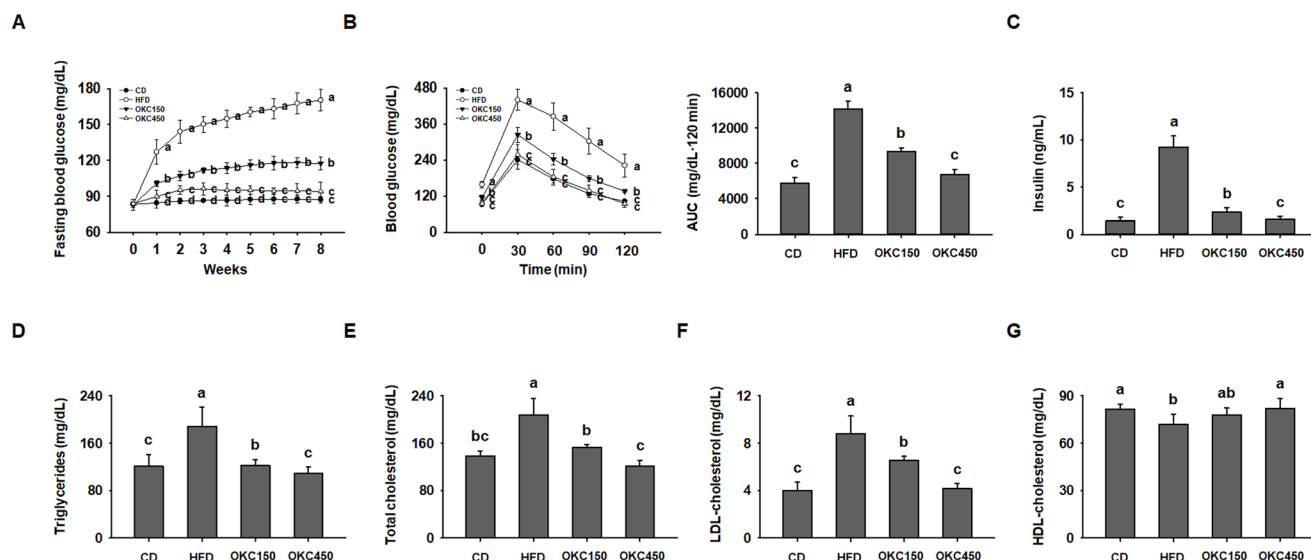 A
Fasting blood glucose (mg/dL)
180
150
120
90
60
CD
HFD
OKC150
OKC450
a a a a a a a a
b b b b b b b b
c c c c c c c c
d d d d d d d c
0 1 2 3 4 5 6 7 8
Weeks
B
Blood glucose (mg/dL)
480
360
240
120
0
CD
HFD
OKC150
OKC450
a a a a a
b b b b b
c c c c c
c c c c c
0 30 60 90 120
Time (min)
AUC (mg/dL·120 min)
16000
12000
8000
4000
0
c a b c
CD HFD OKC150 OKC450
C
Insulin (ng/mL)
15
10
5
0
c a c c
CD HFD OKC150 OKC450
D
Triglycerides (mg/dL)
240
160
80
0
c a b c
CD HFD OKC150 OKC450
E
Total cholesterol (mg/dL)
240
160
80
0
bc a b c
CD HFD OKC150 OKC450
F
LDL-cholesterol (mg/dL)
12
8
4
0
c a b c
CD HFD OKC150 OKC450
G
HDL-cholesterol (mg/dL)
90
60
30
0
a b ab a
CD HFD OKC150 OKC450